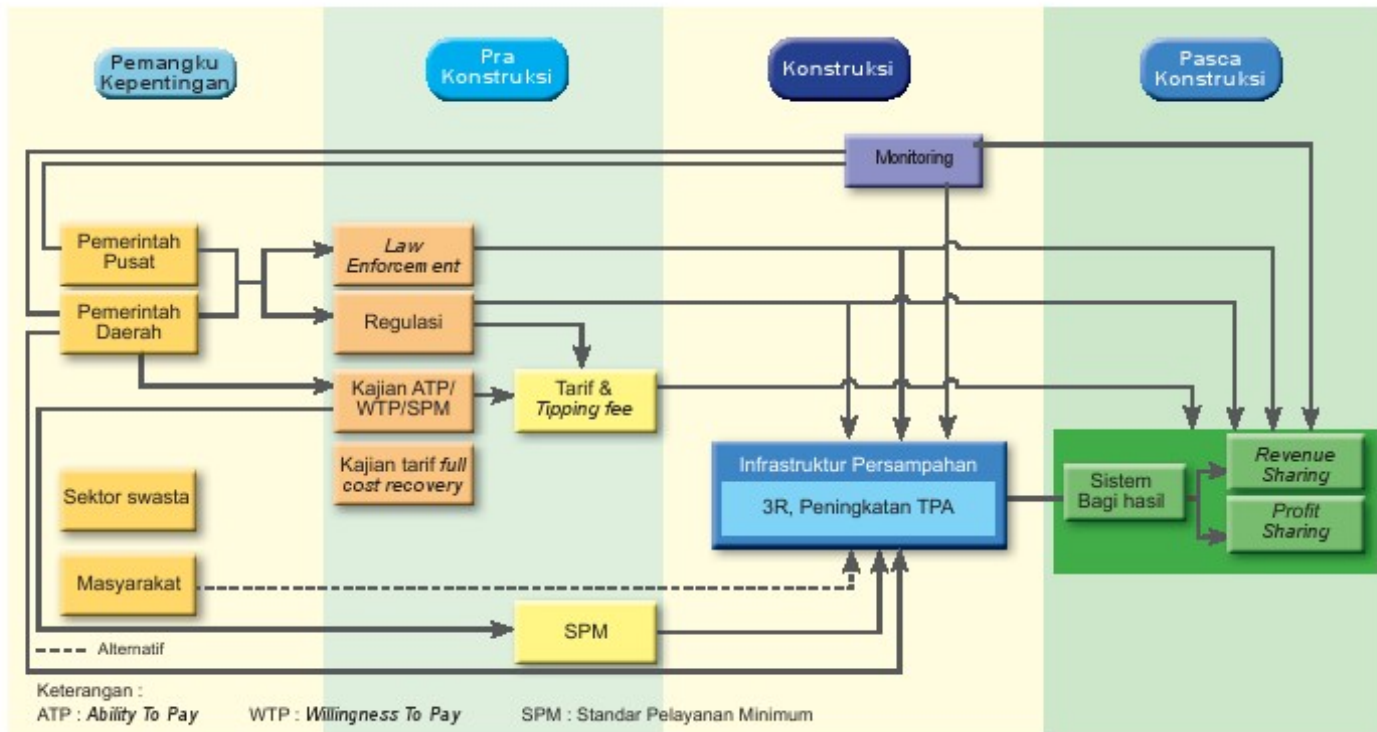 Pemangku
Kepentingan
Pra
Konstruksi
Konstruksi
Pasca
Konstruksi
Monitoring
Pemerintah
Pusat
Law
Enforcement
Pemerintah
Daerah
Regulasi
Kajian ATP/
WTP/SPM
Tarif &
Tipping fee
Kajian tarif full
cost recovery
Infrastruktur Persampahan
3R, Peningkatan TPA
Sistem
Bagi hasil
Revenue
Sharing
Profit
Sharing
Sektor swasta
Masyarakat
SPM
Alternatif
Keterangan :
ATP : Ability To Pay WTP : Willingness To Pay SPM : Standar Pelayanan Minimum